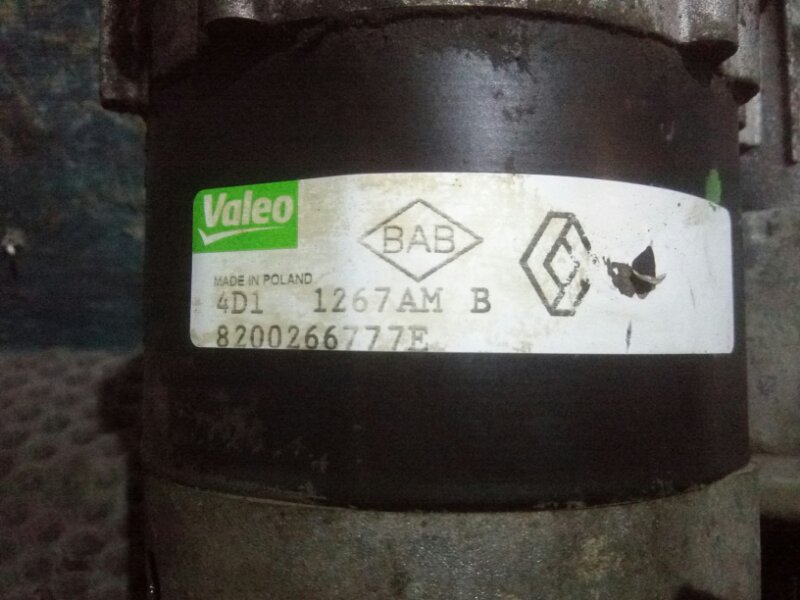 Valeo
BAB
MADE IN POLAND
4D1 1267AM B
8200266777E